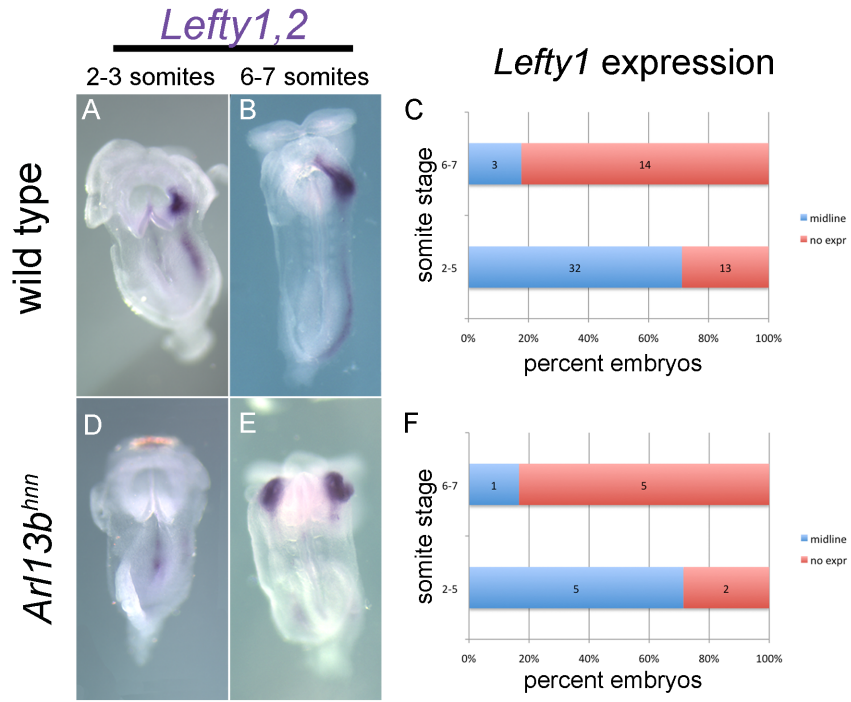 Lefty1,2
2-3 somites 6-7 somites
Lefty1 expression
wild type
A
B
C
somite stage
6-7
3 14
2-5
32 13
midline
no expr
0% 20% 40% 60% 80% 100%
percent embryos
Arl13bhnn
D
E
F
somite stage
6-7
1 5
2-5
5 2
midline
no expr
0% 20% 40% 60% 80% 100%
percent embryos